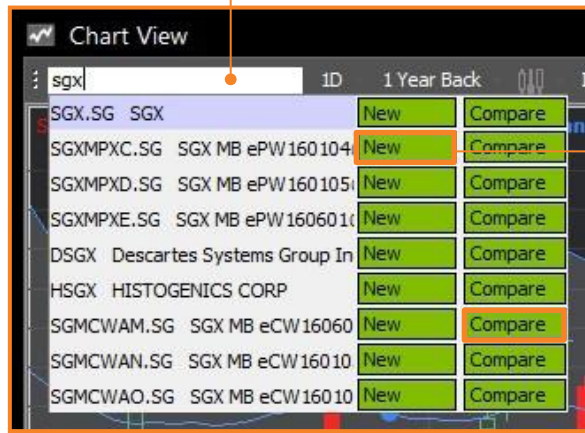 Chart View
sgx 1D 1 Year Back
SGX.SG SGX New Compare
SGXMPXC.SG SGX MB ePW160104 New Compare
SGXMPXD.SG SGX MB ePW160105 New Compare
SGXMPXE.SG SGX MB ePW160601 New Compare
DSGX Descartes Systems Group In New Compare
HSGX HISTOGENICS CORP New Compare
SGMCWAM.SG SGX MB eCW16060 New Compare
SGMCWAN.SG SGX MB eCW16010 New Compare
SGMCWAO.SG SGX MB eCW16010 New Compare